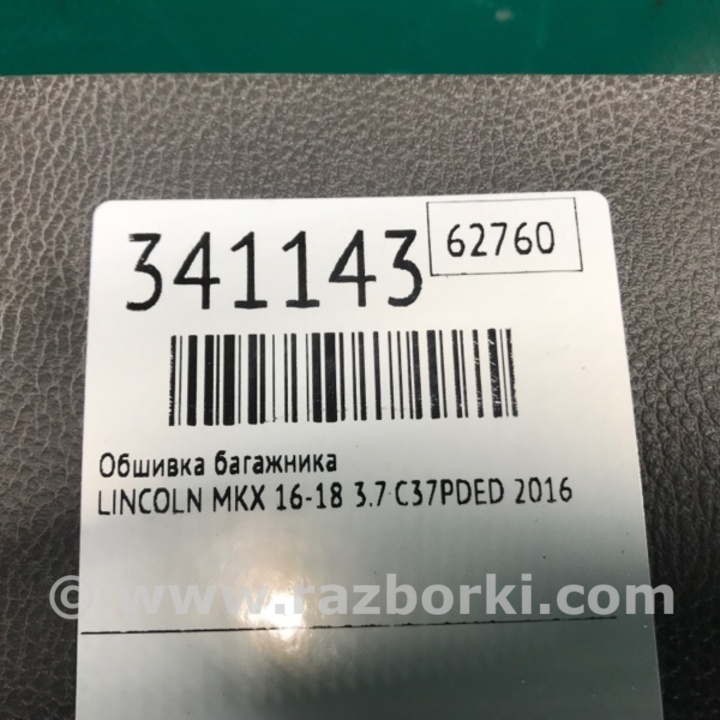 341143
62760
Обшивка багажника
LINCOLN MKX 16-18 3.7 C37PDED 2016
© www.razborki.com